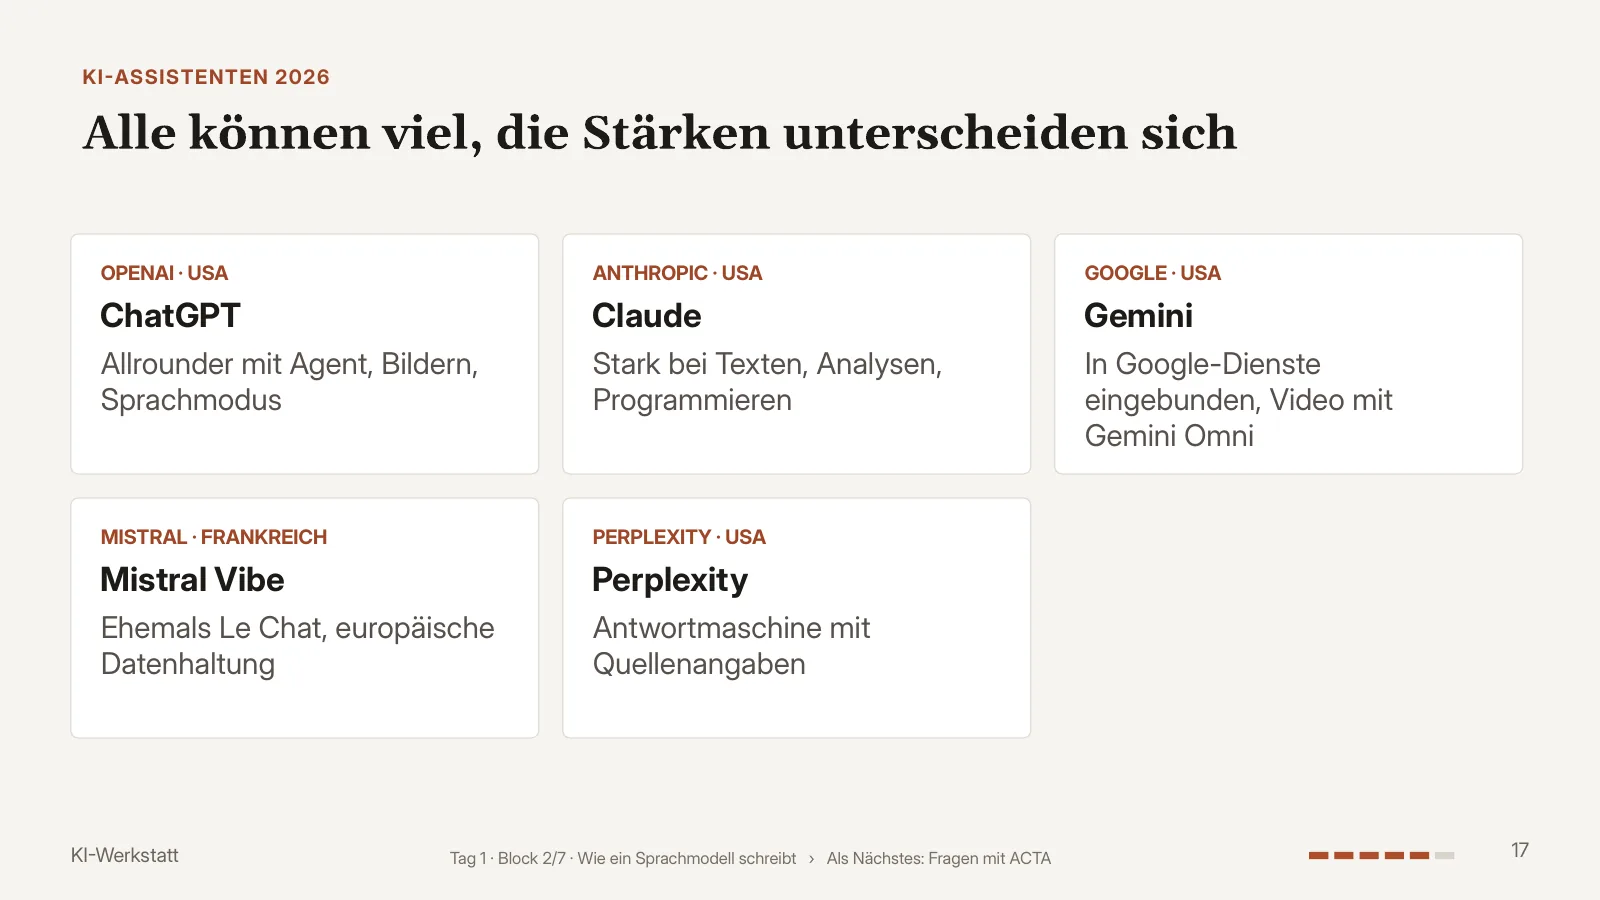 KI-ASSISTENTEN 2026
Alle können viel, die Stärken unterscheiden sich
OPENAI · USA
ChatGPT
Allrounder mit Agent, Bildern,
Sprachmodus
ANTHROPIC · USA
Claude
Stark bei Texten, Analysen,
Programmieren
GOOGLE · USA
Gemini
In Google-Dienste
eingebunden, Video mit
Gemini Omni
MISTRAL · FRANKREICH
Mistral Vibe
Ehemals Le Chat, europäische
Datenhaltung
PERPLEXITY · USA
Perplexity
Antwortmaschine mit
Quellenangaben
KI-Werkstatt
Tag 1 · Block 2/7 · Wie ein Sprachmodell schreibt › Als Nächstes: Fragen mit ACTA
17